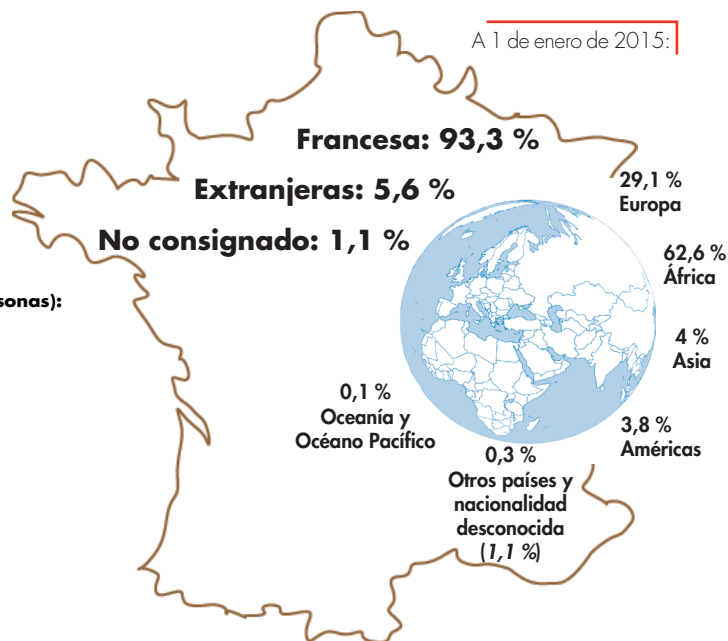 A 1 de enero de 2015:
Francesa: 93,3 %
Extranjeras: 5,6 %
No consignado: 1,1 %
sonas):
29,1 %
Europa
62,6 %
África
4 %
Asia
3,8 %
Américas
0,1 %
Oceanía y
Océano Pacífico
0,3 %
Otros países y
nacionalidad
desconocida
(1,1 %)